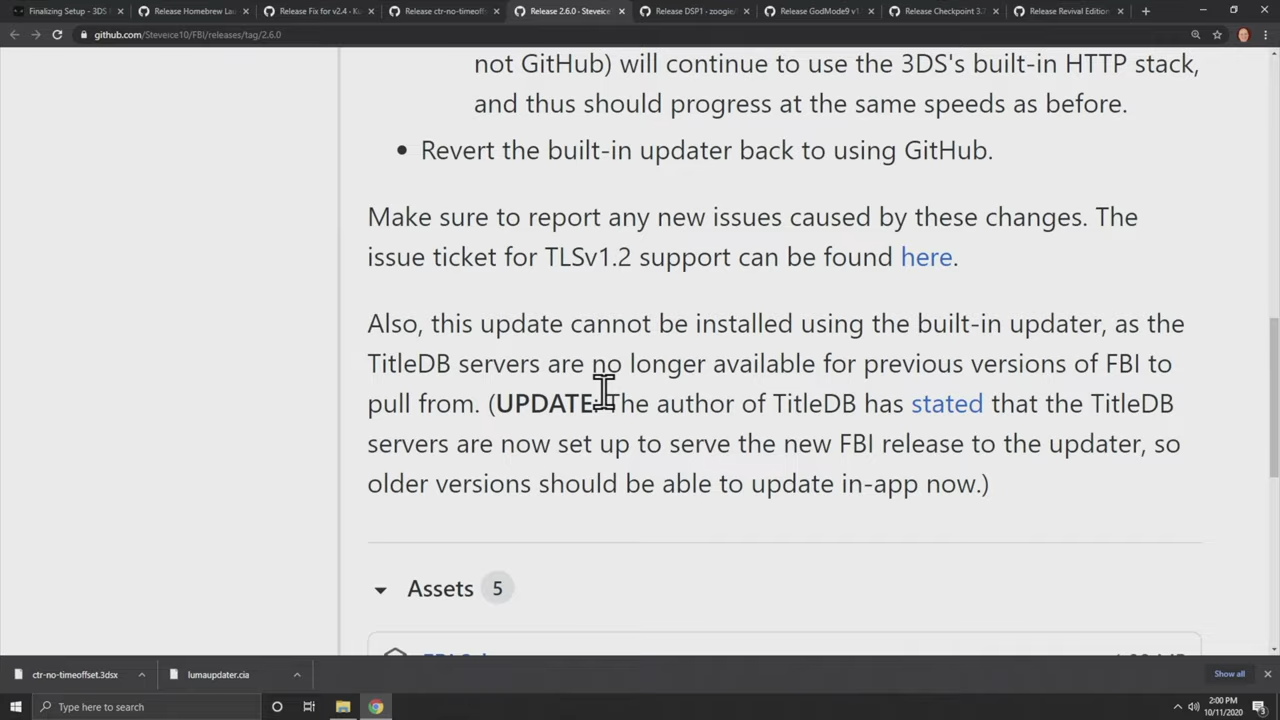 Finalizing Setup - 3DS
Release Homebrew Lau
Release Fix for v2.4 - K
Release ctr-no-timeoffs
Release 2.6.0 - Steveice
Release DSP1 - zoogie/
Release GodMode9 v1
Release Checkpoint 3.7
Release Revival Edition
github.com/Steveice10/FBI/releases/tag/2.6.0
not GitHub) will continue to use the 3DS's built-in HTTP stack,
and thus should progress at the same speeds as before.
• Revert the built-in updater back to using GitHub.
Make sure to report any new issues caused by these changes. The
issue ticket for TLSv1.2 support can be found here.
Also, this update cannot be installed using the built-in updater, as the
TitleDB servers are no longer available for previous versions of FBI to
pull from. (UPDATE: The author of TitleDB has stated that the TitleDB
servers are now set up to serve the new FBI release to the updater, so
older versions should be able to update in-app now.)
Assets 5
ctr-no-timeoffset.3dsx
lumaupdater.cia
Show all
Type here to search
2:00 PM
10/11/2020
3